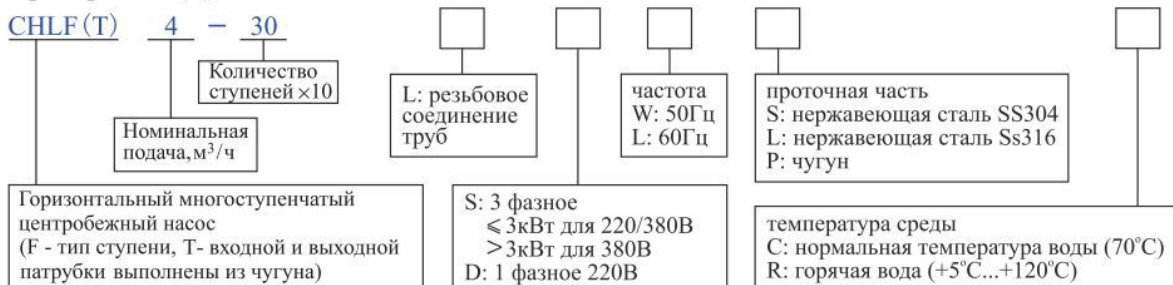 CHLF(T) 4 - 30
Количество
ступеней ×10
Номинальная
подача, м³/ч
Горизонтальный многоступенчатый
центробежный насос
(F - тип ступени, Т- входной и выходной
патрубки выполнены из чугуна)
L: резьбовое
соединение
труб
S: 3 фазное
⩽3кВт для 220/380В
>3кВт для 380В
D: 1 фазное 220В
частота
W: 50Гц
L: 60Гц
проточная часть
S: нержавеющая сталь SS304
L: нержавеющая сталь Ss316
P: чугун
температура среды
C: нормальная температура воды (70°C)
R: горячая вода (+5°C...+120°C)